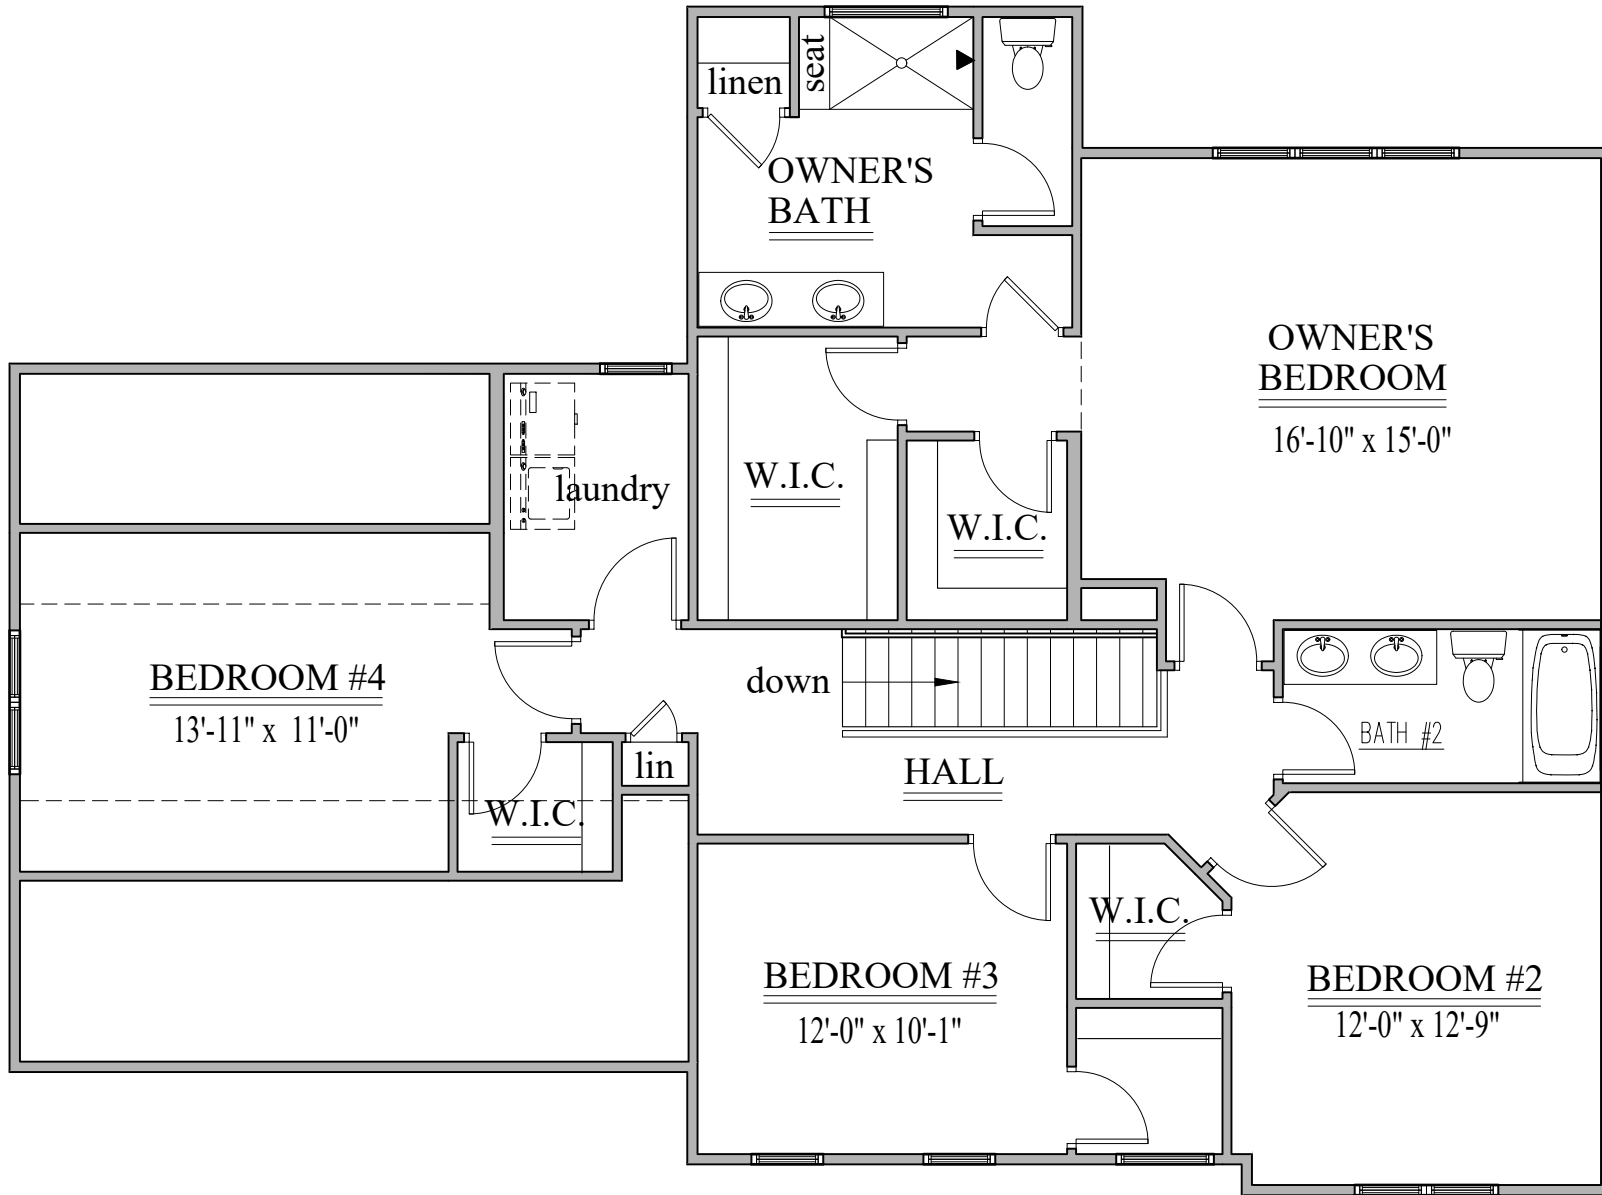 linen
seat
OWNER'S
BATH
OWNER'S
BEDROOM
16'-10" x 15'-0"
W.I.C.
laundry
W.I.C.
BEDROOM #4
13'-11" x 11'-0"
down
BATH #2
lin
HALL
W.I.C.
W.I.C.
BEDROOM #3
12'-0" x 10'-1"
BEDROOM #2
12'-0" x 12'-9"